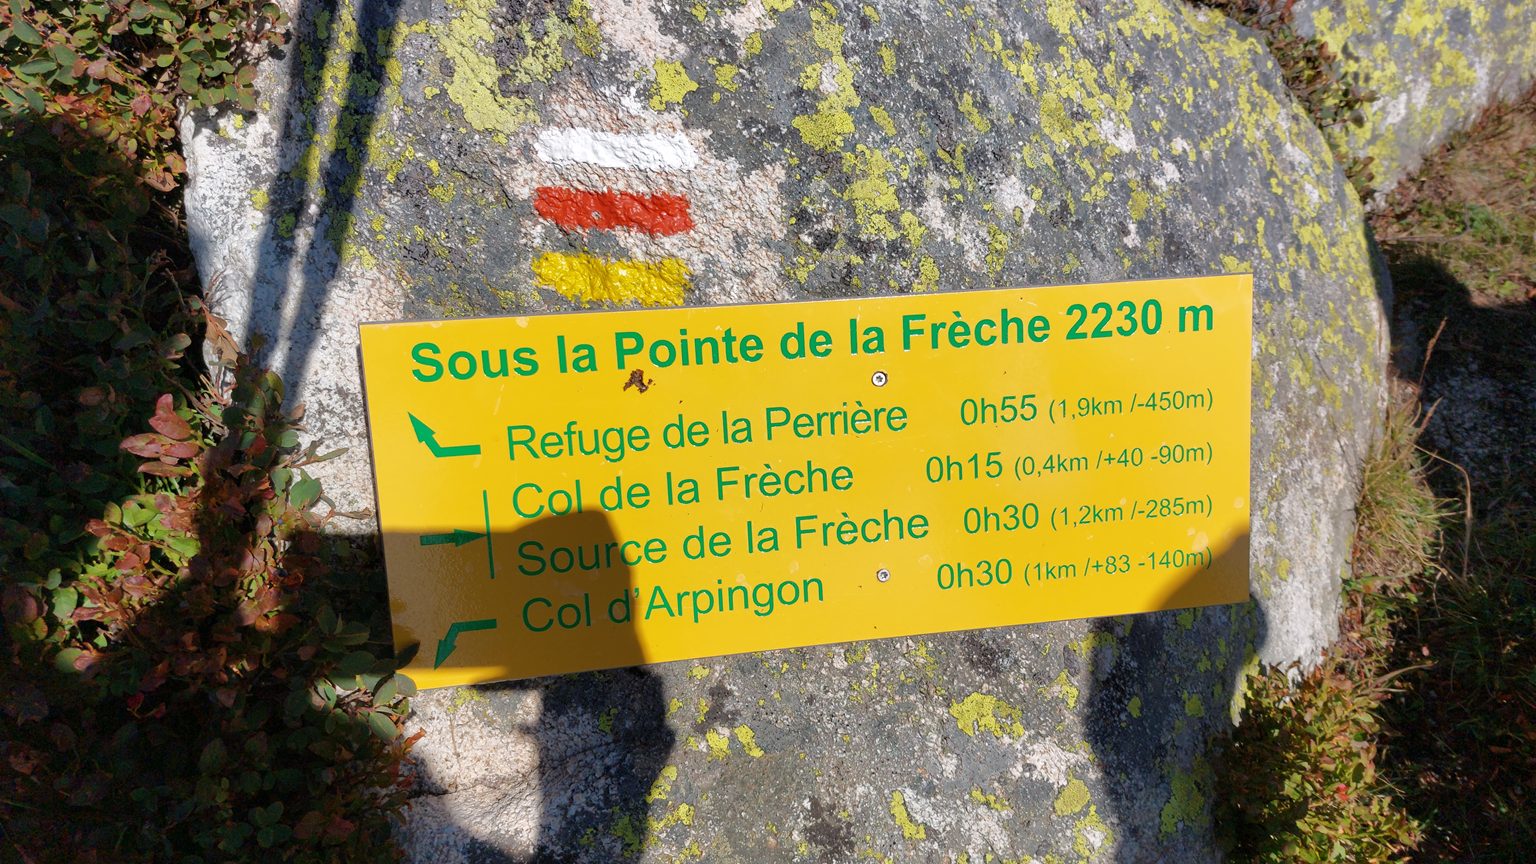 Sous la Pointe de la Frèche 2230 m
Refuge de la Perrière 0h55 (1,9km /-450m)
Col de la Frèche 0h15 (0,4km /+40 -90m)
Source de la Frèche 0h30 (1,2km /-285m)
Col d'Arpingon 0h30 (1km /+83 -140m)